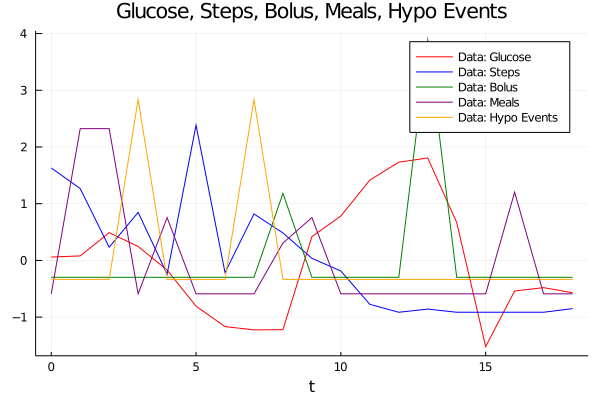 Glucose, Steps, Bolus, Meals, Hypo Events
Data: Glucose
Data: Steps
Data: Bolus
Data: Meals
Data: Hypo Events
4
3
2
1
0
−1
0 5 10 15
t